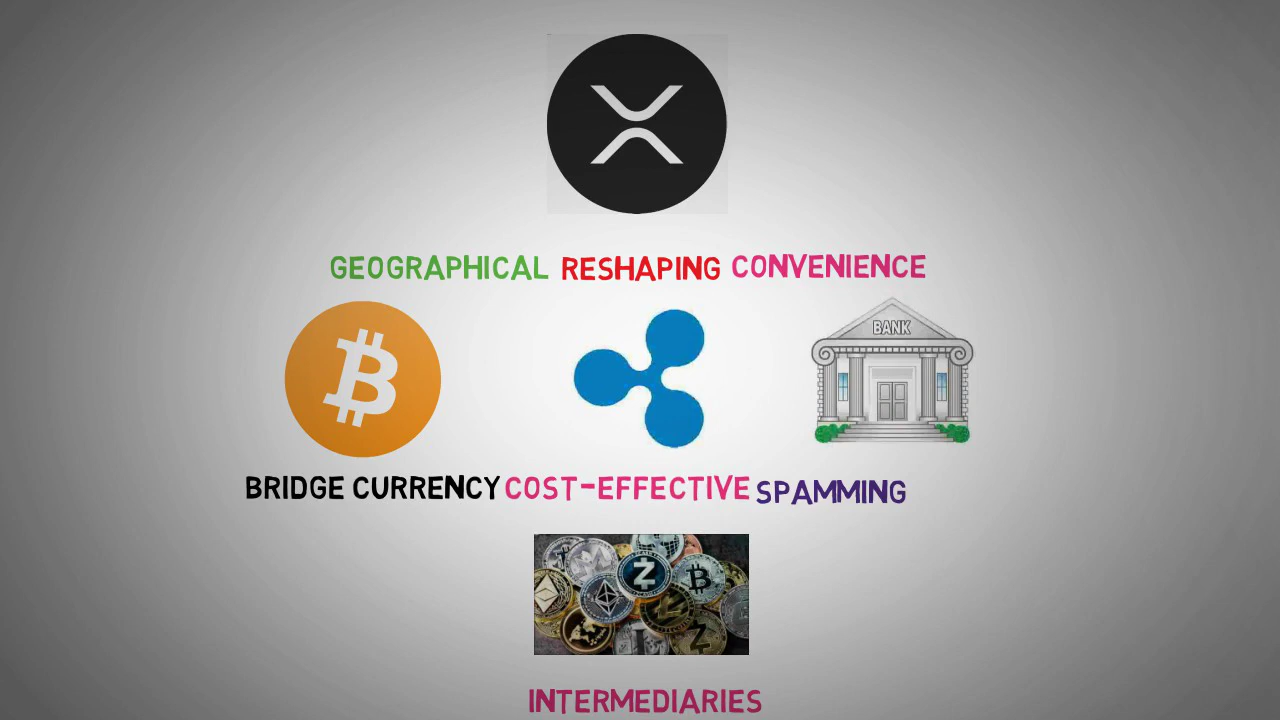 GEOGRAPHICAL RESHAPING CONVENIENCE
BANK
BRIDGE CURRENCY COST-EFFECTIVE SPAMMING
INTERMEDIARIES